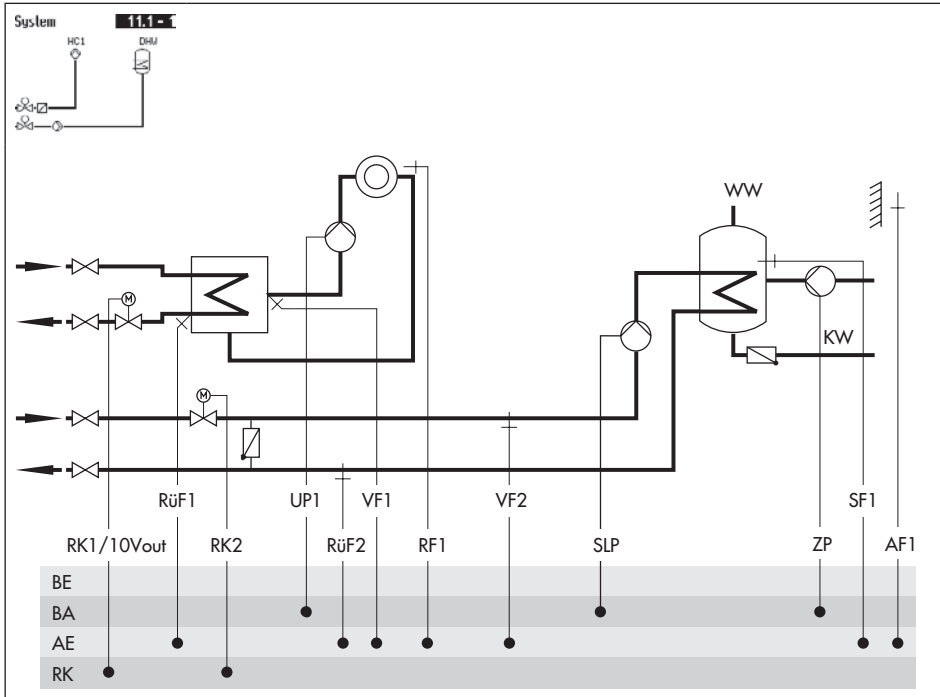 System 11.1 - 1
HC1 DHW
WW
M
KW
M
RüF1 UP1 VF1 VF2 SF1
RK1/10Vout RK2 RüF2 RF1 SLP ZP AF1
BE
BA
AE
RK